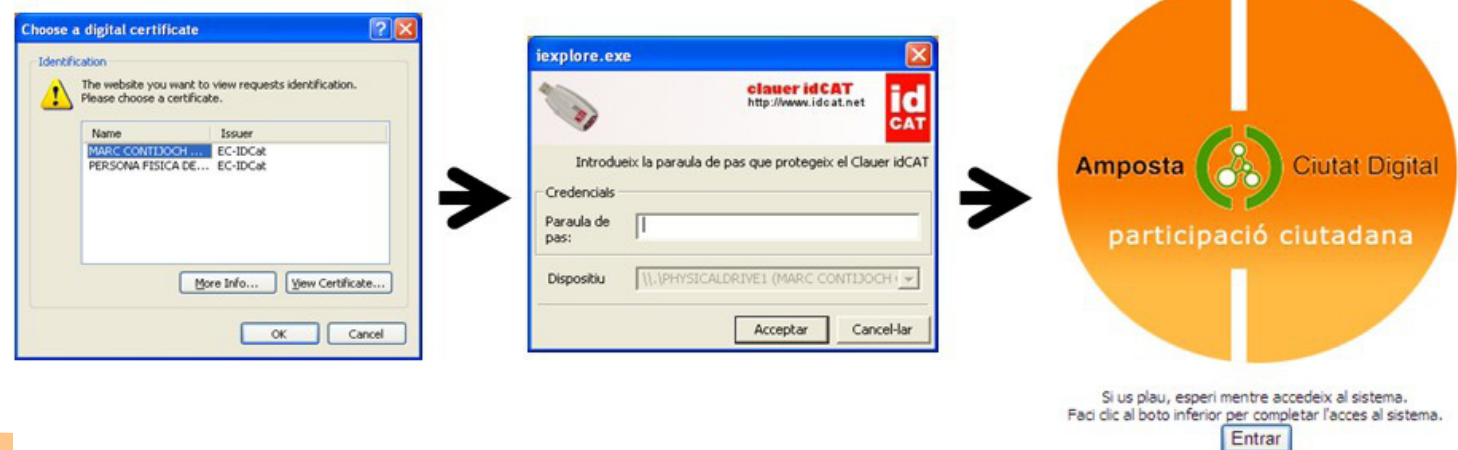 Choose a digital certificate
Identification
The website you want to view requests identification.
Please choose a certificate.
Name Issuer
MARC CONTIJOCH ... EC-IDCat
PERSONA FISICA DE... EC-IDCat
More Info... View Certificate...
OK Cancel
iexplore.exe
clauer idCAT
http://www.idcat.net
id
CAT
Introdueix la paraula de pas que protegeix el Clauer idCAT
Credencials
Paraula de
pas:
Dispositiu \\.\PHYSICALDRIVE1 (MARC CONTIJOCH
Acceptar Cancel-lar
Amposta Ciutat Digital
participació ciutadana
Si us plau, esperi mentre accedeix al sistema.
Faci clic al boto inferior per completar l'acces al sistema.
Entrar